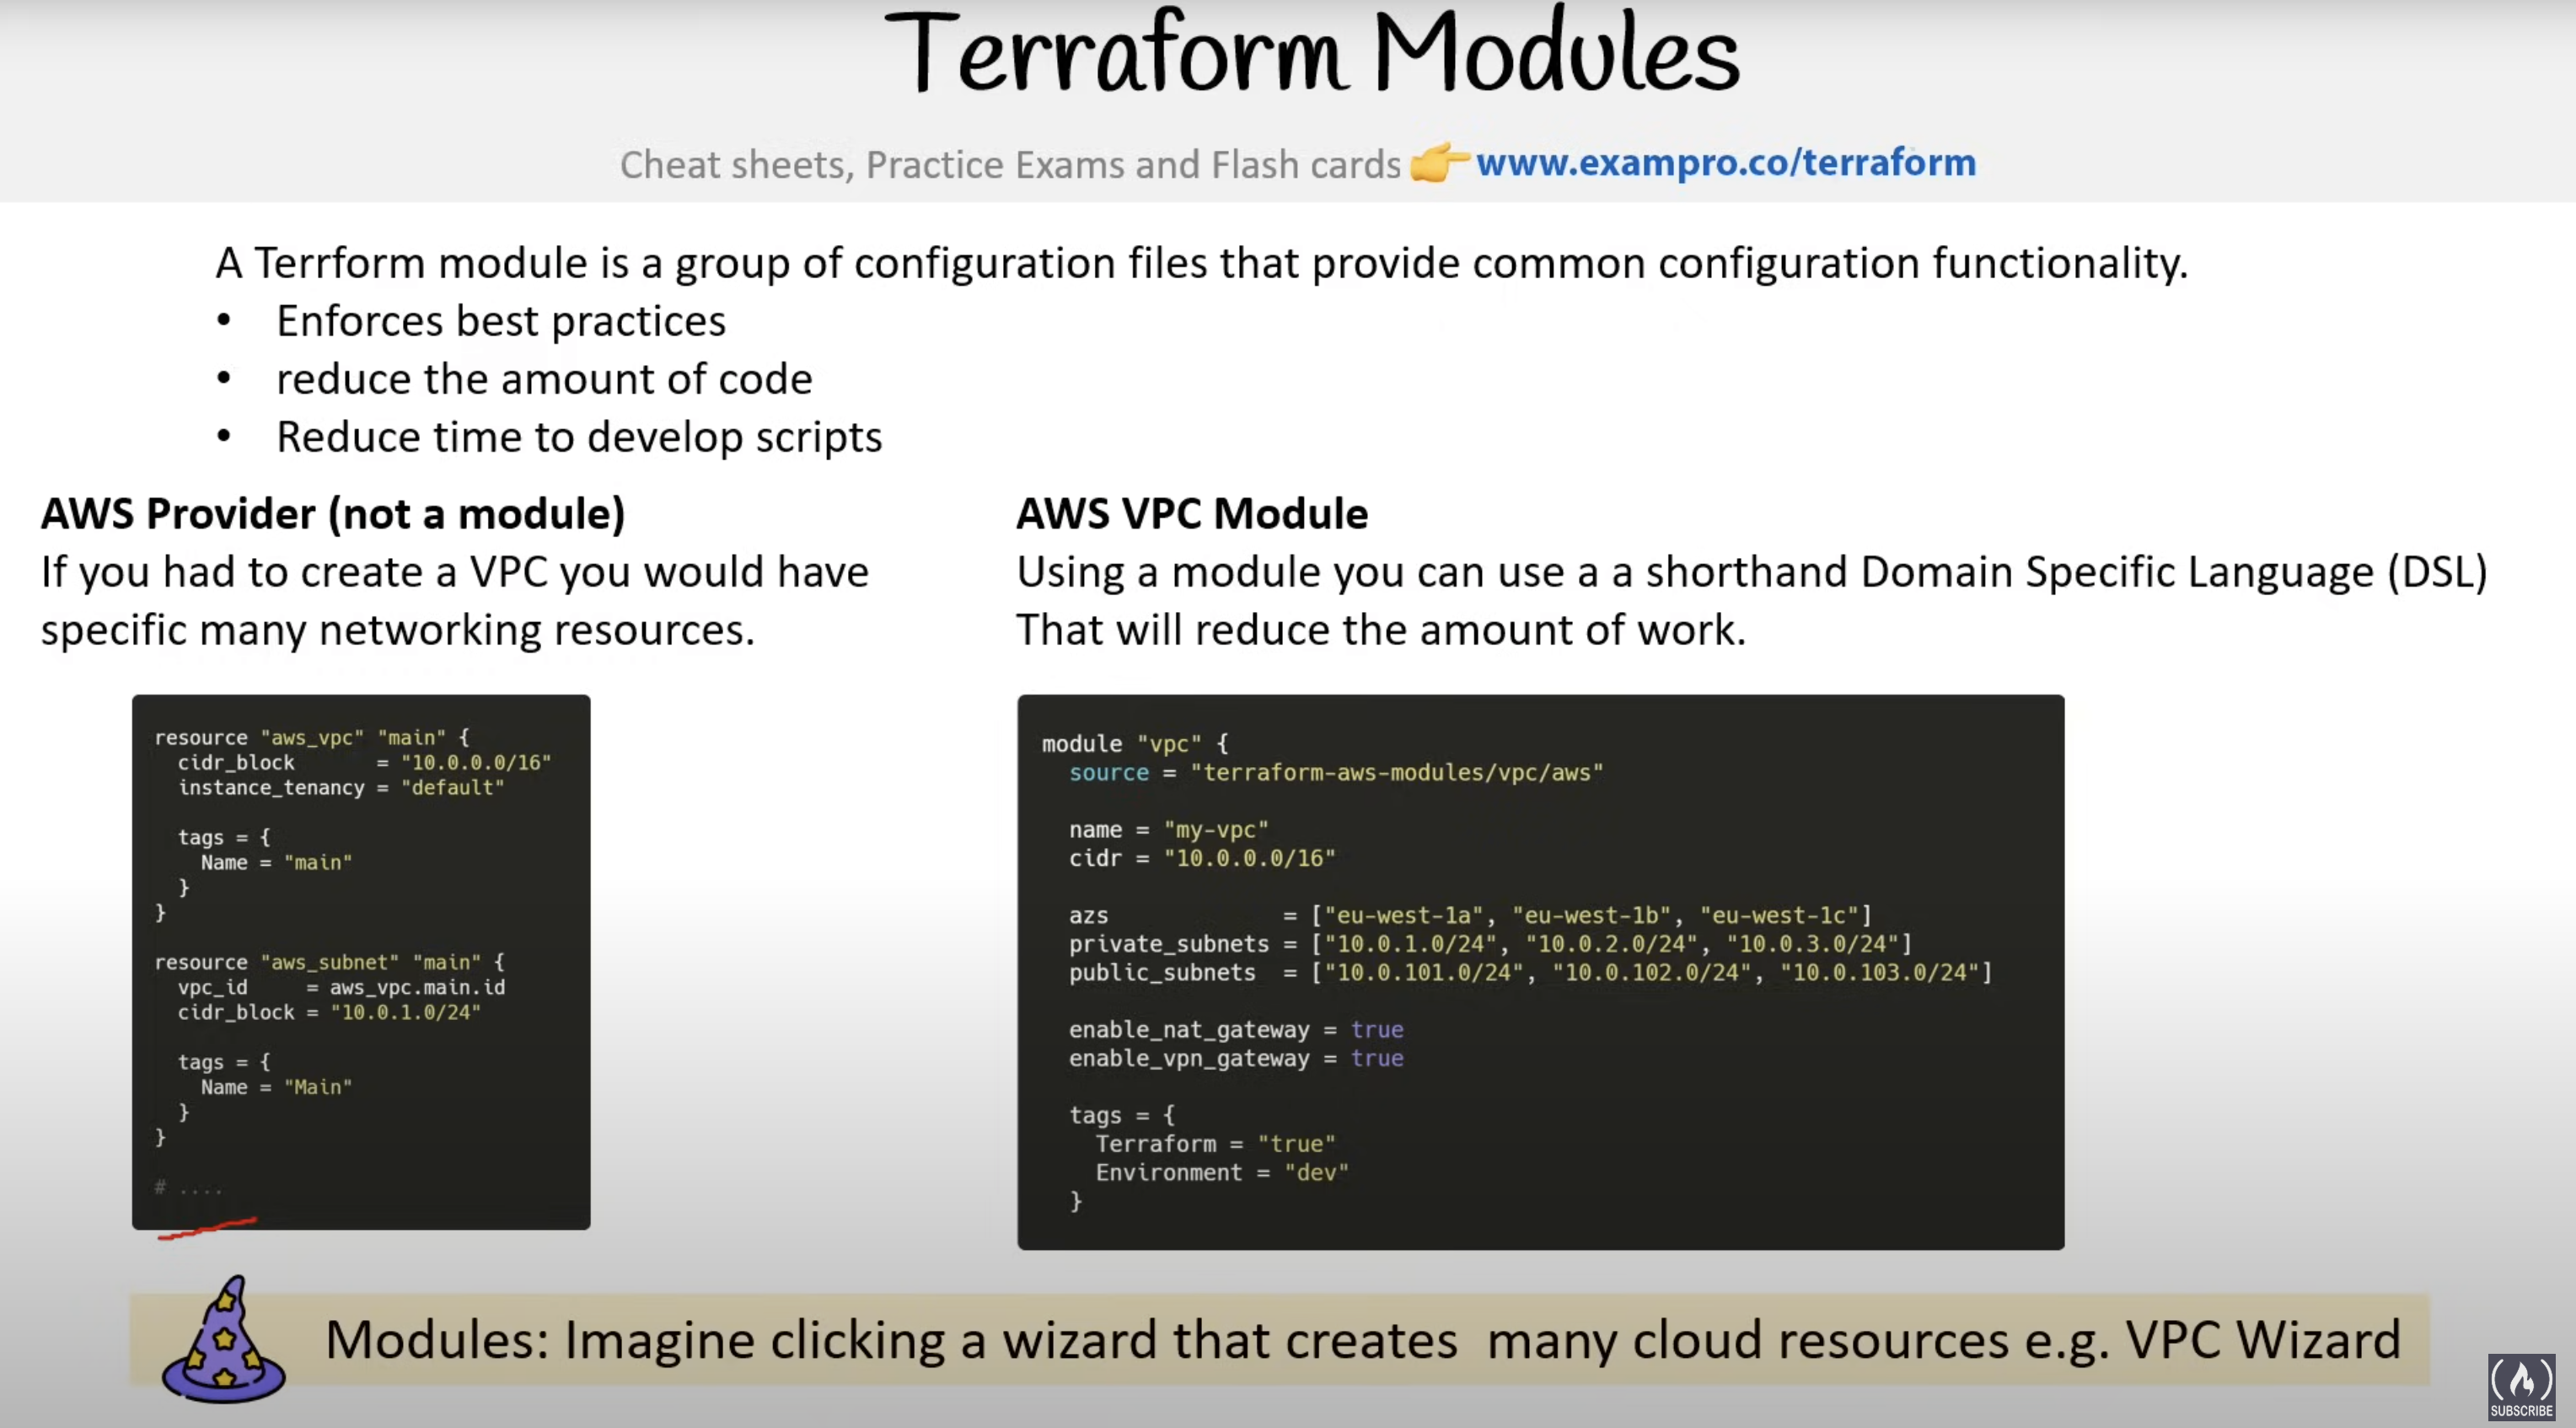 Terraform Modules
Cheat sheets, Practice Exams and Flash cards 👉www.exampro.co/terraform
A Terrform module is a group of configuration files that provide common configuration functionality.
• Enforces best practices
• reduce the amount of code
• Reduce time to develop scripts
AWS Provider (not a module)
If you had to create a VPC you would have
specific many networking resources.
resource "aws_vpc" "main" {
  cidr_block       = "10.0.0.0/16"
  instance_tenancy = "default"
  tags = {
    Name = "main"
  }
}
resource "aws_subnet" "main" {
  vpc_id     = aws_vpc.main.id
  cidr_block = "10.0.1.0/24"
  tags = {
    Name = "Main"
  }
}
# ....
AWS VPC Module
Using a module you can use a a shorthand Domain Specific Language (DSL)
That will reduce the amount of work.
module "vpc" {
  source = "terraform-aws-modules/vpc/aws"
  name = "my-vpc"
  cidr = "10.0.0.0/16"
  azs             = ["eu-west-1a", "eu-west-1b", "eu-west-1c"]
  private_subnets = ["10.0.1.0/24", "10.0.2.0/24", "10.0.3.0/24"]
  public_subnets  = ["10.0.101.0/24", "10.0.102.0/24", "10.0.103.0/24"]
  enable_nat_gateway = true
  enable_vpn_gateway = true
  tags = {
    Terraform = "true"
    Environment = "dev"
  }
Modules: Imagine clicking a wizard that creates  many cloud resources e.g. VPC Wizard
SUBSCRIBE